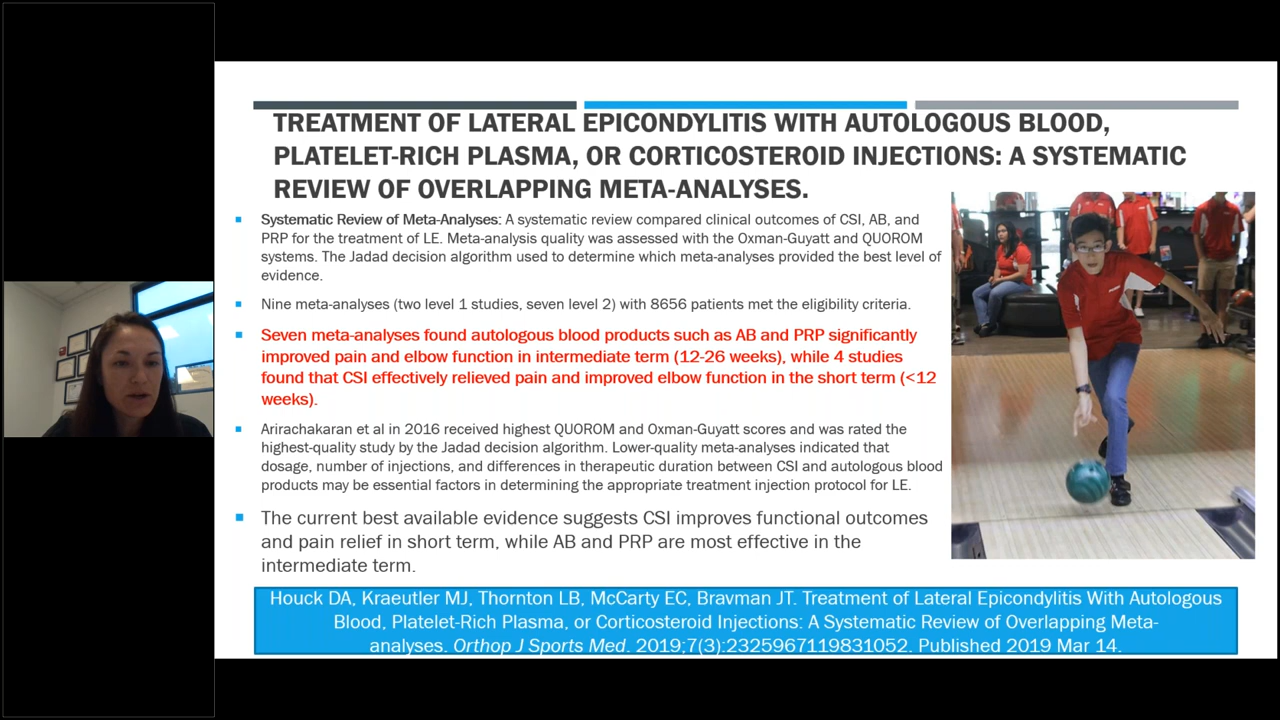 TREATMENT OF LATERAL EPICONDYLITIS WITH AUTOLOGOUS BLOOD,
PLATELET-RICH PLASMA, OR CORTICOSTEROID INJECTIONS: A SYSTEMATIC
REVIEW OF OVERLAPPING META-ANALYSES.
Systematic Review of Meta-Analyses: A systematic review compared clinical outcomes of CSI, AB, and
PRP for the treatment of LE. Meta-analysis quality was assessed with the Oxman-Guyatt and QUOROM
systems. The Jadad decision algorithm used to determine which meta-analyses provided the best level of
evidence.
Nine meta-analyses (two level 1 studies, seven level 2) with 8656 patients met the eligibility criteria.
Seven meta-analyses found autologous blood products such as AB and PRP significantly
improved pain and elbow function in intermediate term (12-26 weeks), while 4 studies
found that CSI effectively relieved pain and improved elbow function in the short term (<12
weeks).
Arirachakaran et al in 2016 received highest QUOROM and Oxman-Guyatt scores and was rated the
highest-quality study by the Jadad decision algorithm. Lower-quality meta-analyses indicated that
dosage, number of injections, and differences in therapeutic duration between CSI and autologous blood
products may be essential factors in determining the appropriate treatment injection protocol for LE.
The current best available evidence suggests CSI improves functional outcomes
and pain relief in short term, while AB and PRP are most effective in the
intermediate term.
Houck DA, Kraeutler MJ, Thornton LB, McCarty EC, Bravman JT. Treatment of Lateral Epicondylitis With Autologous
Blood, Platelet-Rich Plasma, or Corticosteroid Injections: A Systematic Review of Overlapping Meta-
analyses. Orthop J Sports Med. 2019;7(3):2325967119831052. Published 2019 Mar 14.